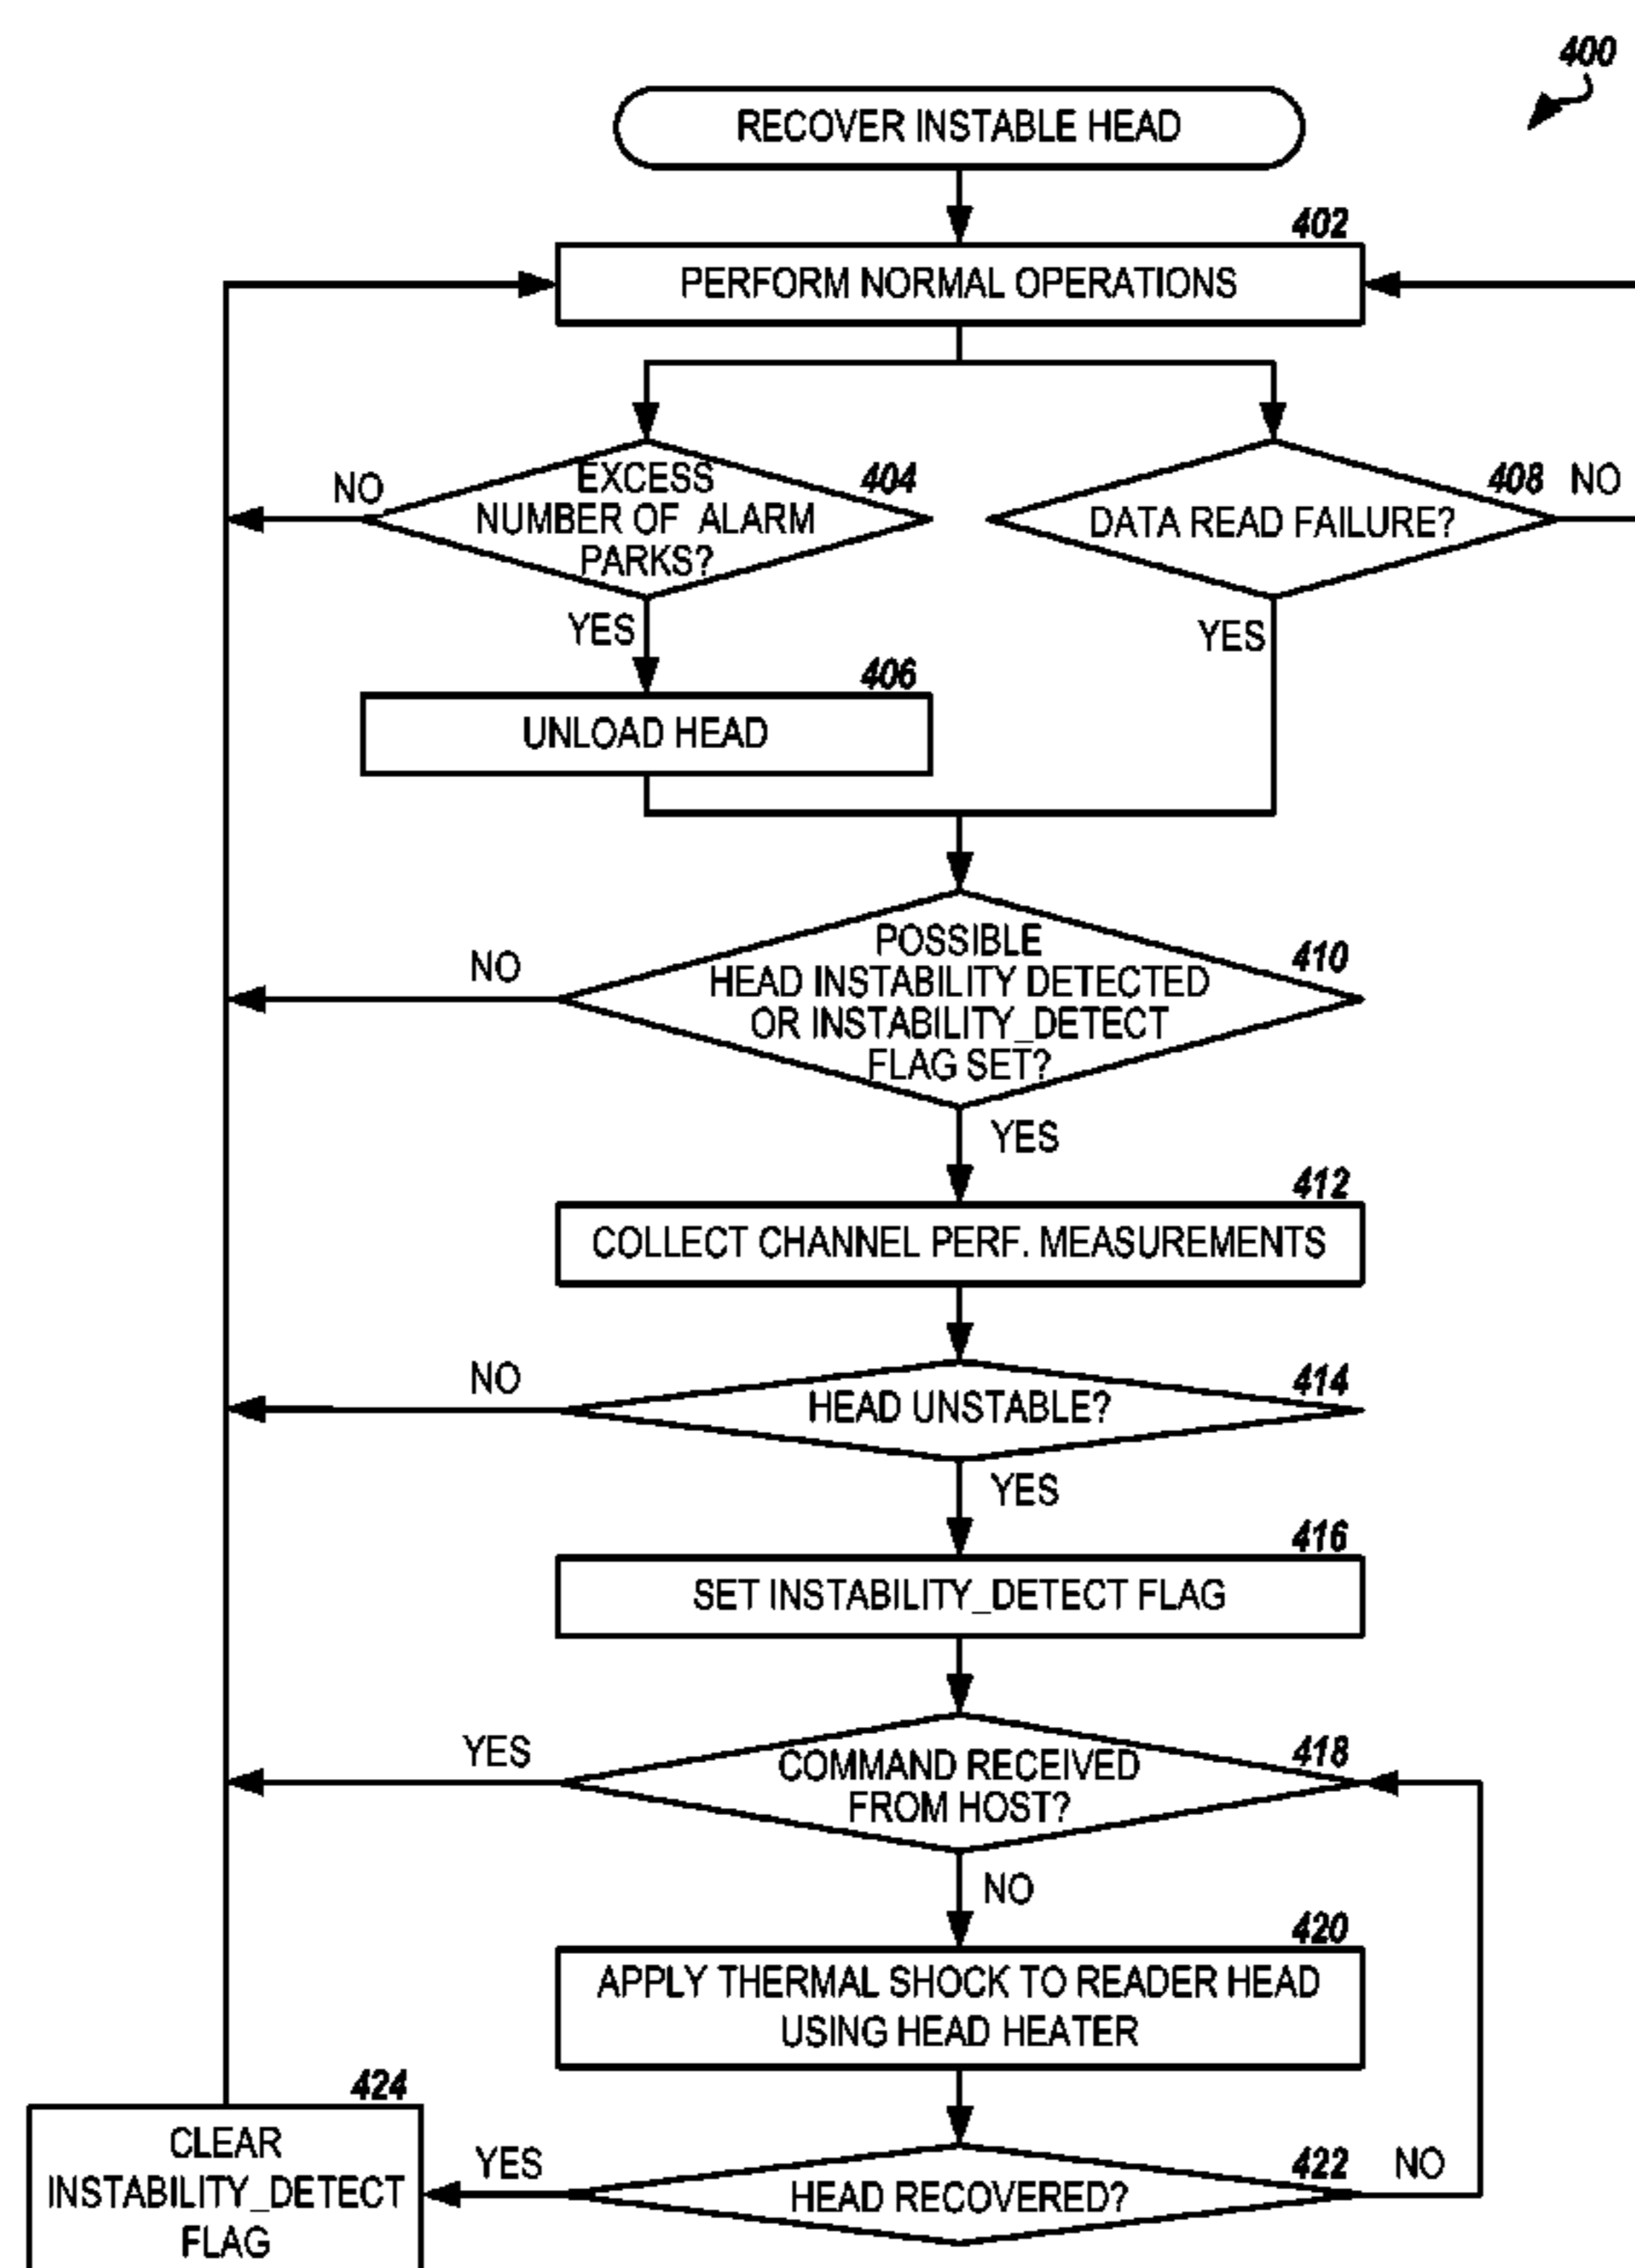 400
RECOVER INSTABLE HEAD
402
PERFORM NORMAL OPERATIONS
NO
EXCESS
NUMBER OF ALARM
PARKS?
404
DATA READ FAILURE?
408
NO
YES
YES
406
UNLOAD HEAD
POSSIBLE
HEAD INSTABILITY DETECTED
OR INSTABILITY_DETECT
FLAG SET?
410
NO
YES
412
COLLECT CHANNEL PERF. MEASUREMENTS
NO
HEAD UNSTABLE?
414
YES
416
SET INSTABILITY_DETECT FLAG
YES
COMMAND RECEIVED
FROM HOST?
418
NO
420
APPLY THERMAL SHOCK TO READER HEAD
USING HEAD HEATER
424
CLEAR
INSTABILITY_DETECT
FLAG
YES
HEAD RECOVERED?
422
NO